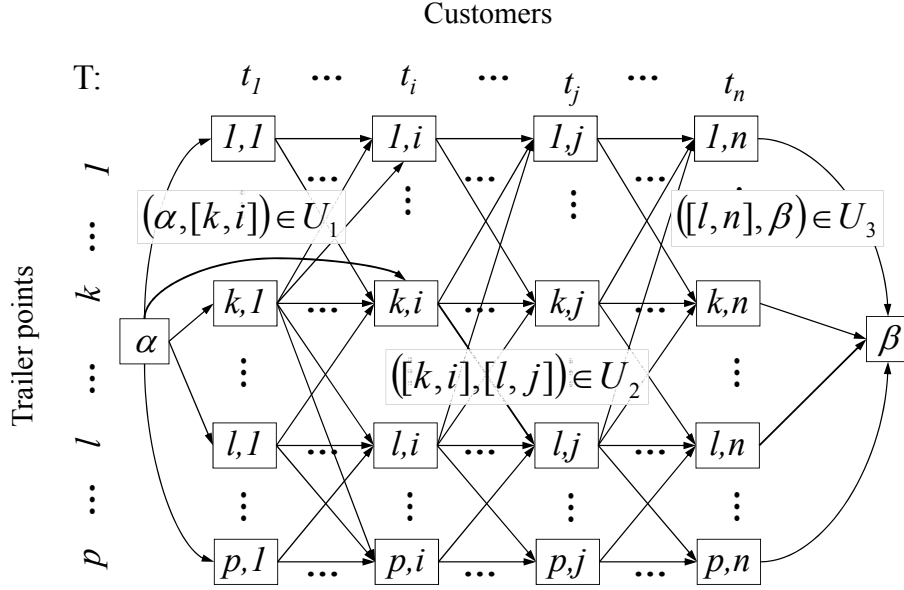 Customers
T: t₁ ... tᵢ ... tⱼ ... tₙ
1,1 1,i 1,j 1,n
... ... ...
(α,[k,i])∈U₁ ([l,n],β)∈U₃
k,1 ... k,i ... k,j ... k,n
α β
([k,i],[l,j])∈U₂
l,1 ... l,i ... l,j ... l,n
p,1 ... p,i ... p,j ... p,n
Trailer points
p ... l ... k ... 1